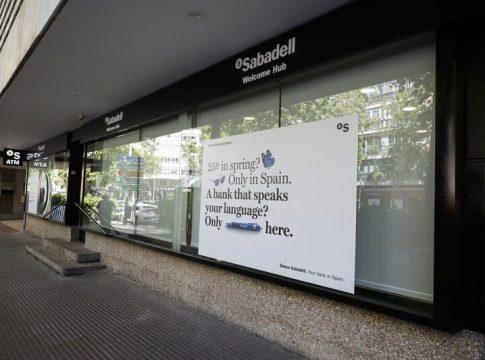 Sabadell
Welcome Hub
Sabadell
Hub
ATM
25º in spring?
Only in Spain.
A bank that speaks
your language?
Only here.
Banco Sabadell. Your bank in Spain.